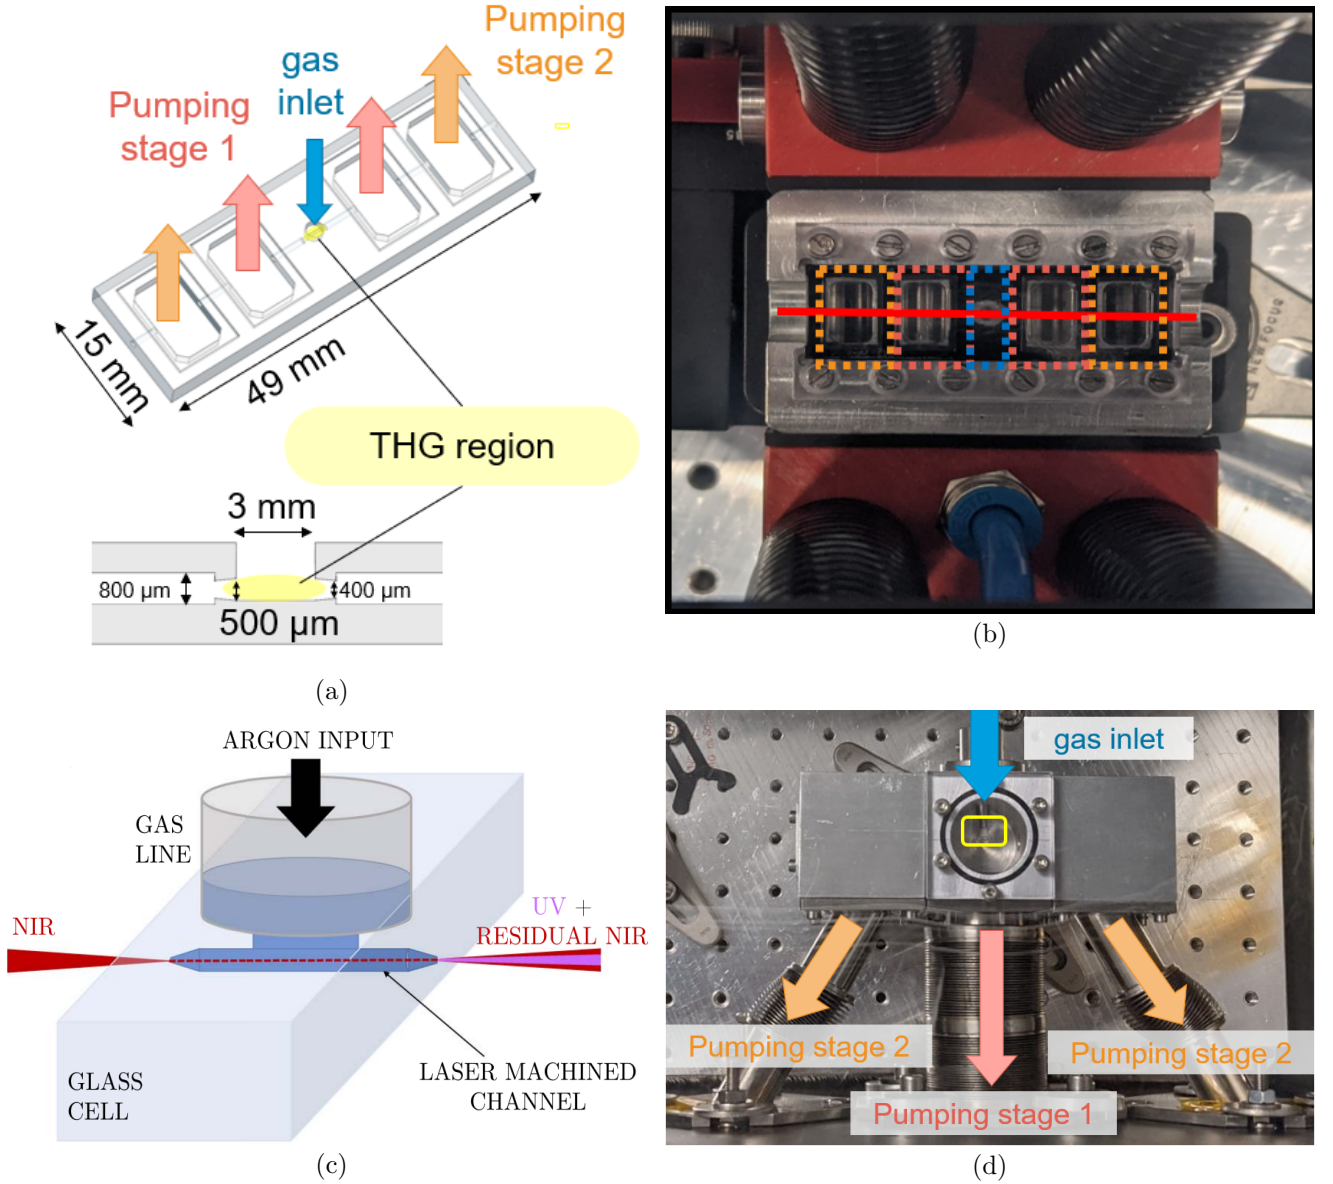 Pumping
stage 2
gas
inlet
Pumping
stage 1
15 mm
49 mm
THG region
3 mm
800 µm
400 µm
500 µm
(a)
NEW FOCUS
(b)
ARGON INPUT
GAS
LINE
NIR
UV +
RESIDUAL NIR
LASER MACHINED
CHANNEL
GLASS
CELL
(c)
gas inlet
Pumping stage 2
Pumping stage 2
Pumping stage 1
(d)